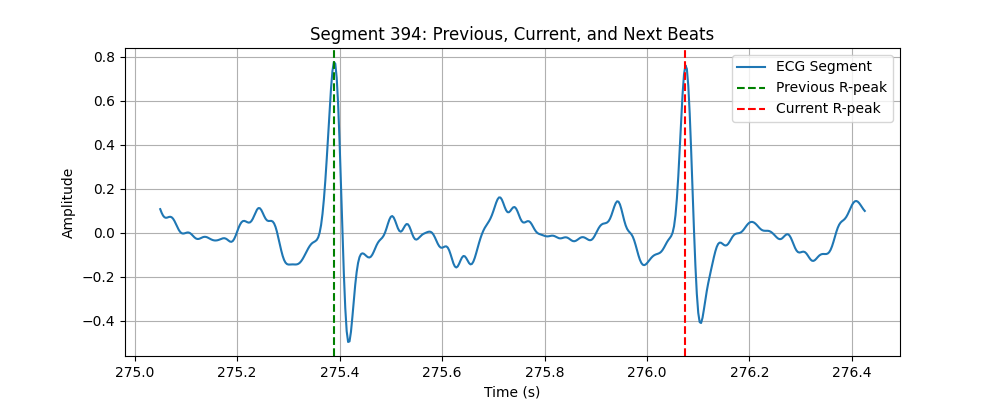 Segment 394: Previous, Current, and Next Beats
ECG Segment
Previous R-peak
Current R-peak
Amplitude
0.8
0.6
0.4
0.2
0.0
−0.2
−0.4
275.0 275.2 275.4 275.6 275.8 276.0 276.2 276.4
Time (s)